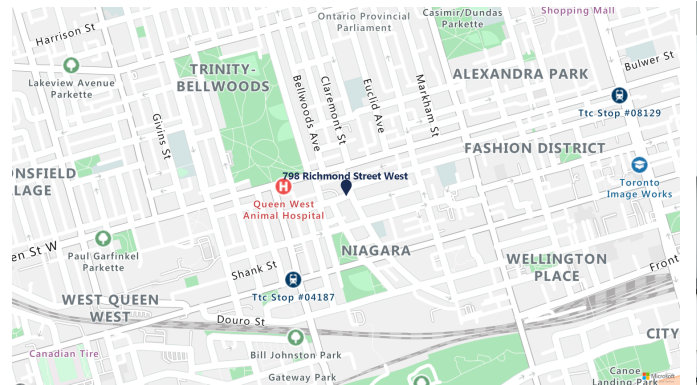 Casimir/Dundas
Parkette
Shopping Mall
Ontario Provincial
Parliament
Harrison St
Lakeview Avenue
Parkette
TRINITY-
BELLWOODS
ALEXANDRA PARK
Bulwer St
Bellwoods Ave
Claremont St
Euclid Ave
Markham St
Givins St
Ttc Stop #08129
FASHION DISTRICT
NSFIELD
LAGE
798 Richmond Street West
H
Queen West
Animal Hospital
Toronto
Image Works
en St W
Paul Garfinkel
Parkette
Shank St
NIAGARA
WELLINGTON
PLACE
Front
Ttc Stop #04187
WEST QUEEN
WEST
Douro St
CITY
Canadian Tire
Bill Johnston Park
Gateway Park
Canoe
Landing Park
Microsoft